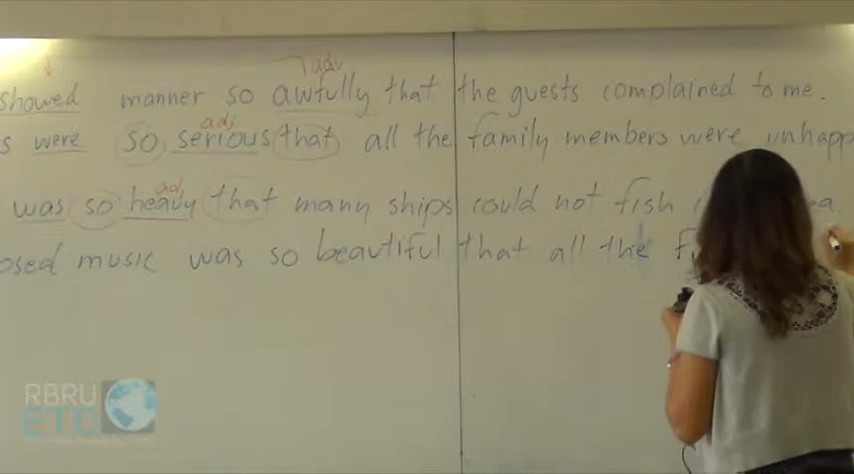 adv
showed manner so awfully that the guests complained to me.
adj
s were so serious that all the family members were unhapp
adj
was so heavy that many ships could not fish
osed music was so beautiful that all the
RBRU
ETC